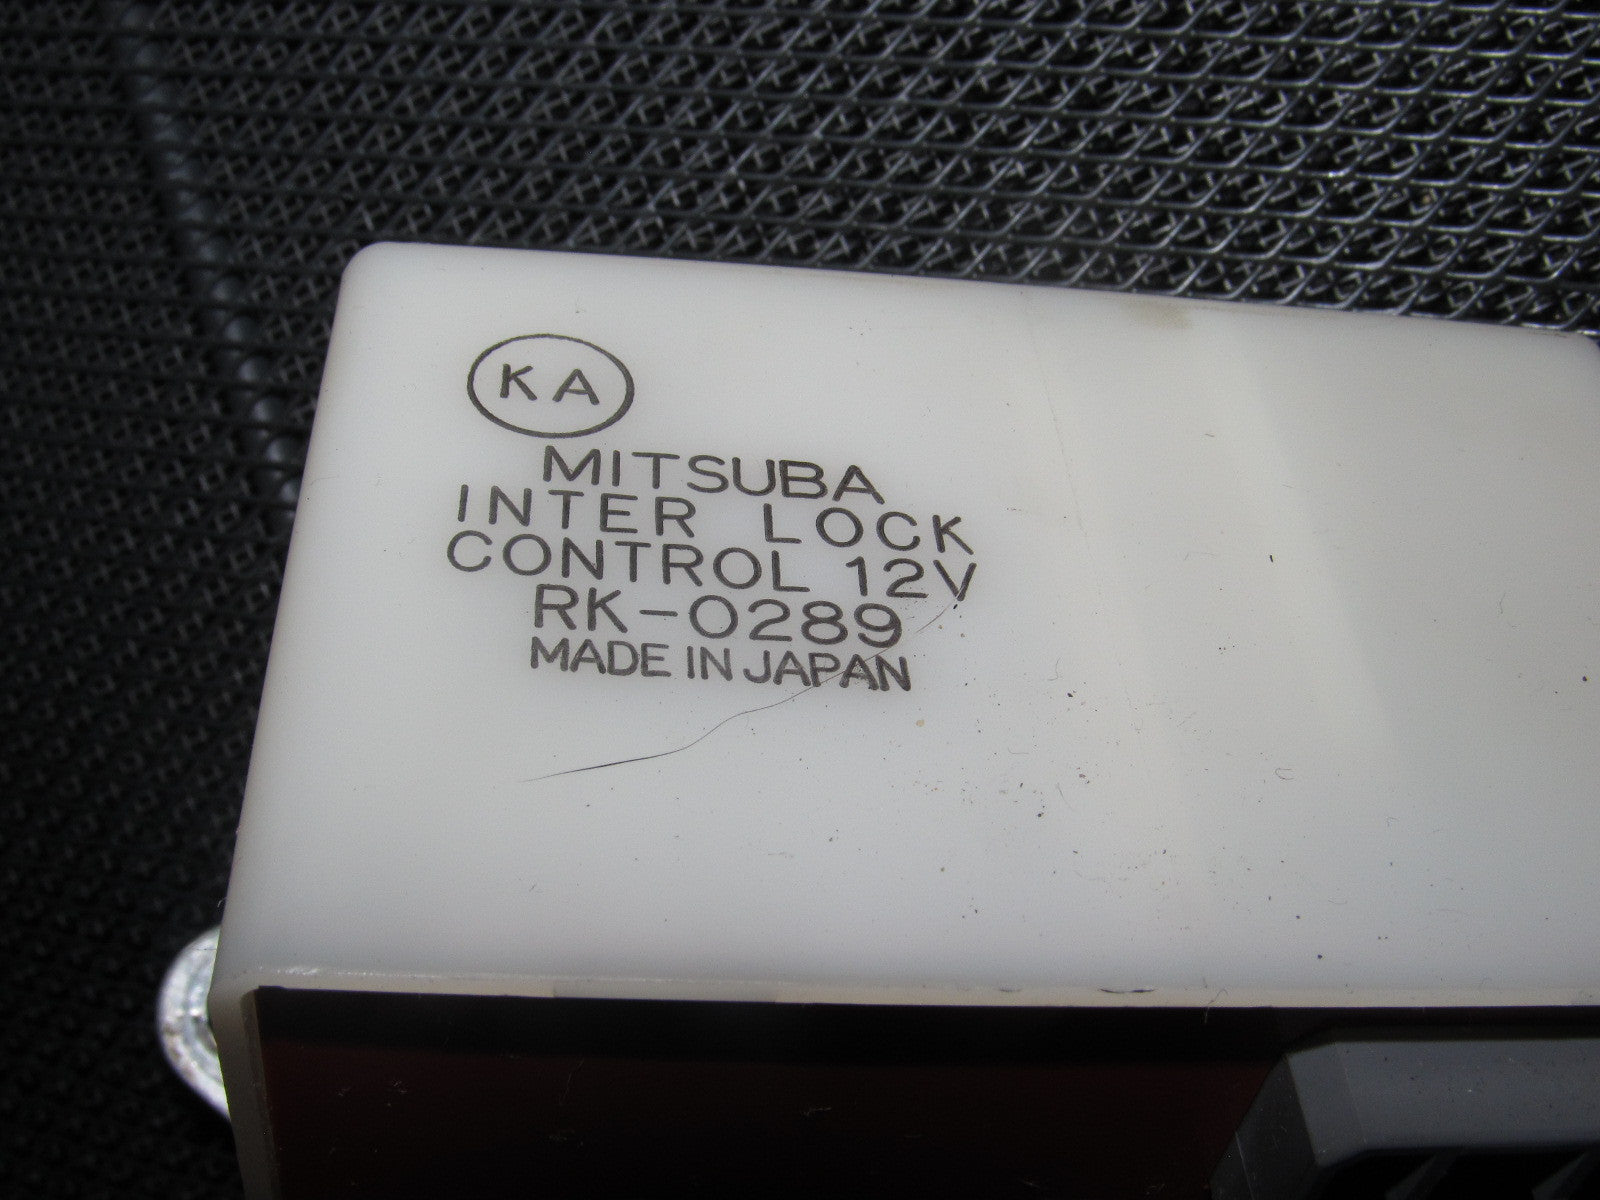 KA
MITSUBA
INTER LOCK
CONTROL 12V
RK-0289
MADE IN JAPAN